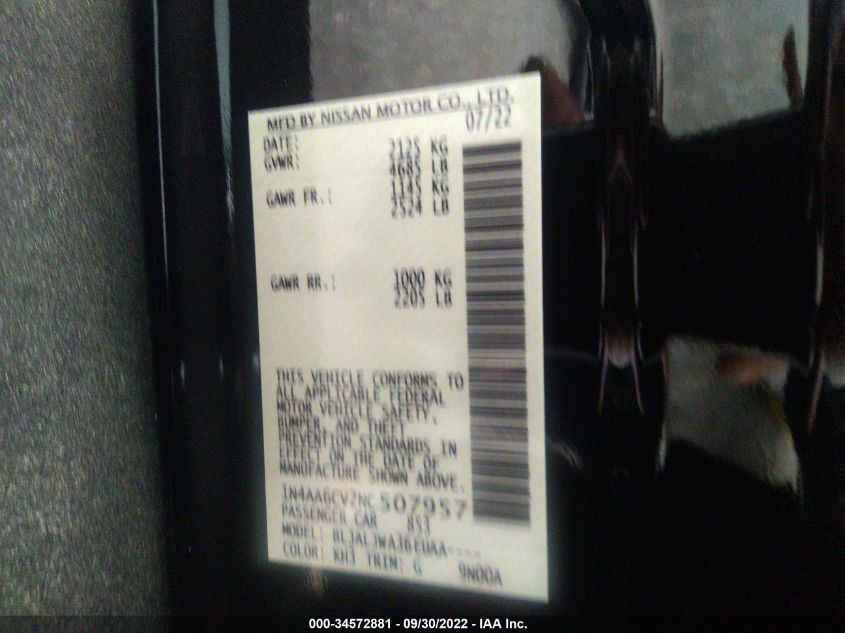 MFD BY NISSAN MOTOR CO., LTD.
DATE: 07/22
GVWR: 2125 KG
4685 LB
GAWR FR.: 1145 KG
2524 LB
GAWR RR.: 1000 KG
2205 LB
THIS VEHICLE CONFORMS TO
ALL APPLICABLE FEDERAL
MOTOR VEHICLE SAFETY,
BUMPER, AND THEFT
PREVENTION STANDARDS IN
EFFECT ON THE DATE OF
MANUFACTURE SHOWN ABOVE.
1N4AA6CV2NC507957
PASSENGER CAR 853
MODEL: BLJALJWA36EUAA----
COLOR: KH3 TRIM: G 9N00A
000-34572881 - 09/30/2022 - IAA Inc.